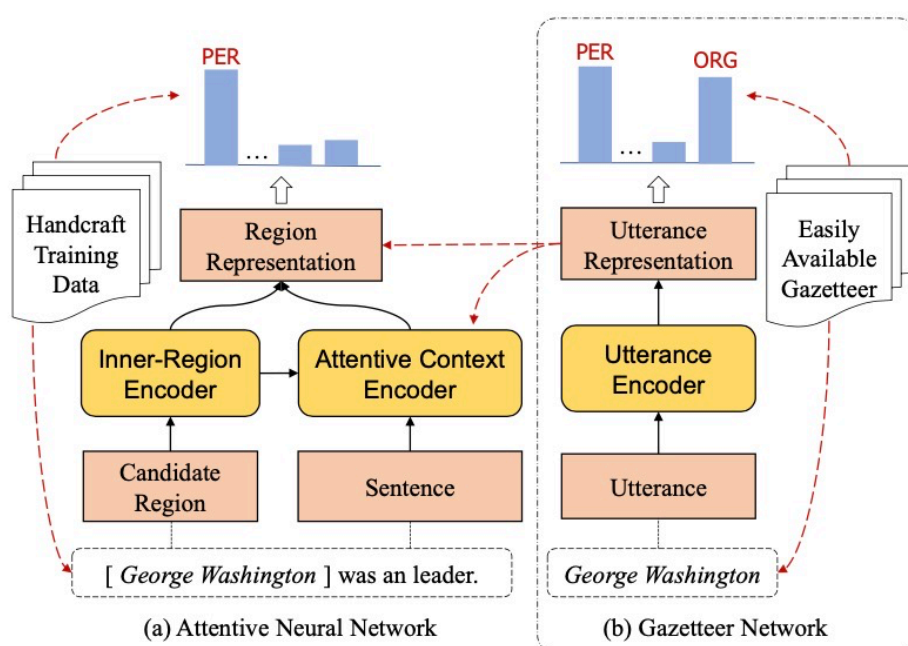 PER
...
Handcraft
Training
Data
Region
Representation
Inner-Region
Encoder
Attentive Context
Encoder
Candidate
Region
Sentence
[ George Washington ] was an leader.
(a) Attentive Neural Network
PER
ORG
...
Utterance
Representation
Easily
Available
Gazetteer
Utterance
Encoder
Utterance
George Washington
(b) Gazetteer Network